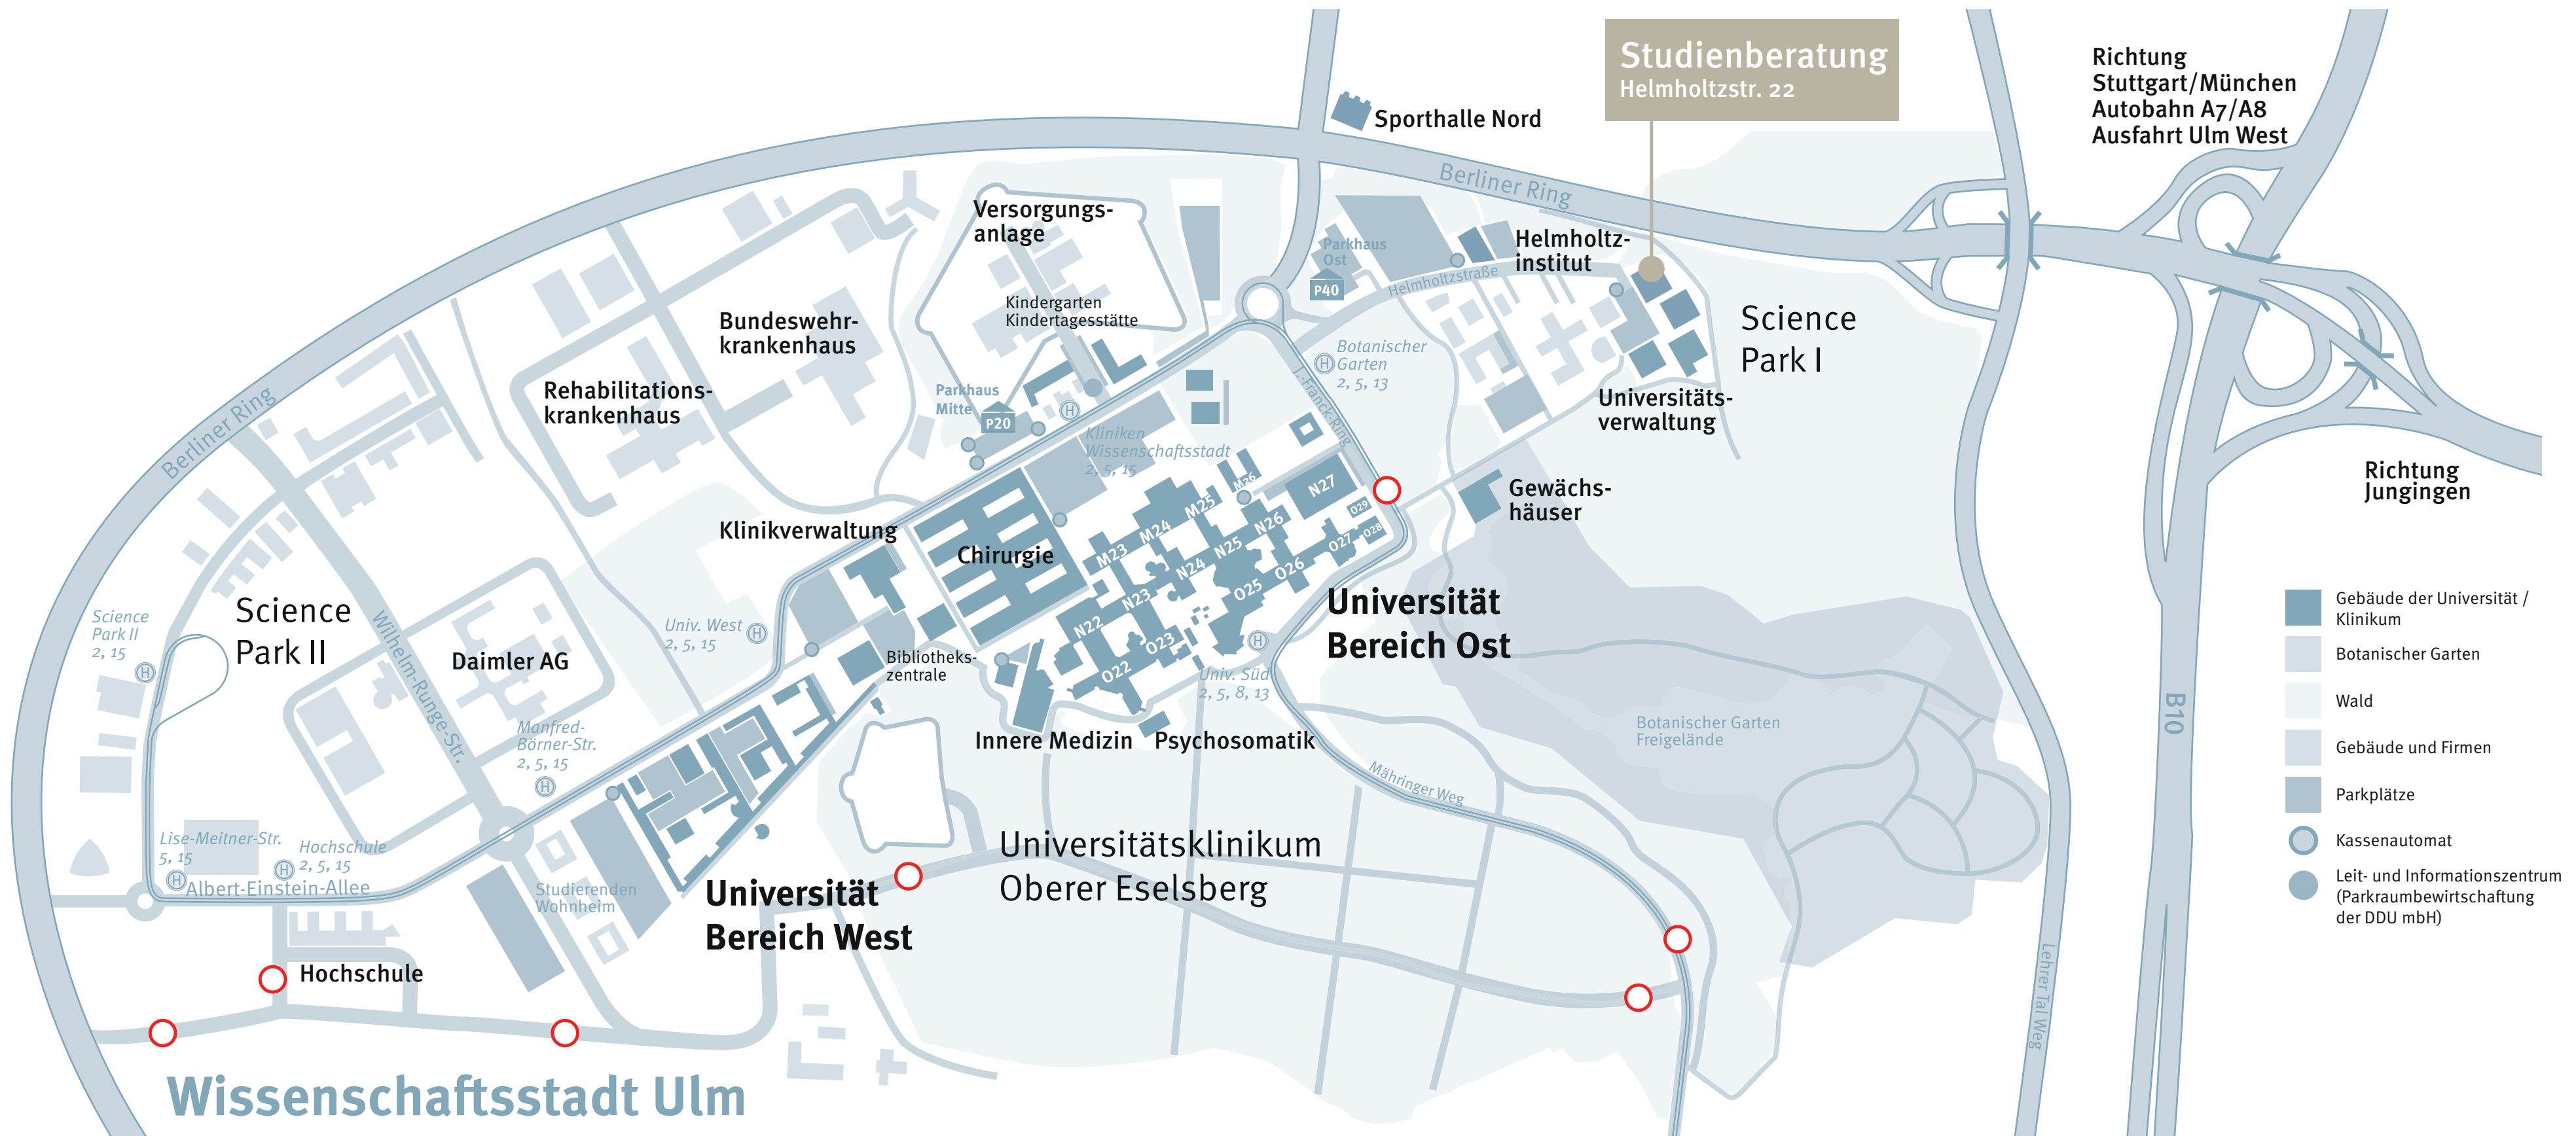 Studienberatung
Helmholtzstr. 22
Richtung
Stuttgart/München
Autobahn A7/A8
Ausfahrt Ulm West
Sporthalle Nord
Berliner Ring
Versorgungs-
anlage
Parkhaus
Ost
P40
Helmholtzstraße
Helmholtz-
institut
Kindergarten
Kindertagesstätte
Bundeswehr-
krankenhaus
Science
Park I
Botanischer
Garten
2, 5, 13
H
J.-Franck-Ring
Rehabilitations-
krankenhaus
Parkhaus
Mitte
P20
H
Kliniken
Wissenschaftsstadt
2, 5, 15
Universitäts-
verwaltung
Berliner Ring
Richtung
Jungingen
Gewächs-
häuser
Klinikverwaltung
Chirurgie
M23
M24
M25
M26
N27
N26
N25
N24
N23
N22
O29
O28
O27
O26
O25
O23
O22
Universität
Bereich Ost
Science
Park II
2, 15
H
Science
Park II
Wilhelm-Runge-Str.
Daimler AG
Univ. West
2, 5, 15
H
Bibliotheks-
zentrale
H
Univ. Süd
2, 5, 8, 13
Innere Medizin
Psychosomatik
Manfred-
Börner-Str.
2, 5, 15
H
Botanischer Garten
Freigelände
B10
Mähringer Weg
Lise-Meitner-Str.
5, 15
H
Hochschule
2, 5, 15
H
Albert-Einstein-Allee
Studierenden
Wohnheim
Universität
Bereich West
Universitätsklinikum
Oberer Eselsberg
Hochschule
Lehrer Tal Weg
Wissenschaftsstadt Ulm
Gebäude der Universität /
Klinikum
Botanischer Garten
Wald
Gebäude und Firmen
Parkplätze
Kassenautomat
Leit- und Informationszentrum
(Parkraumbewirtschaftung
der DDU mbH)